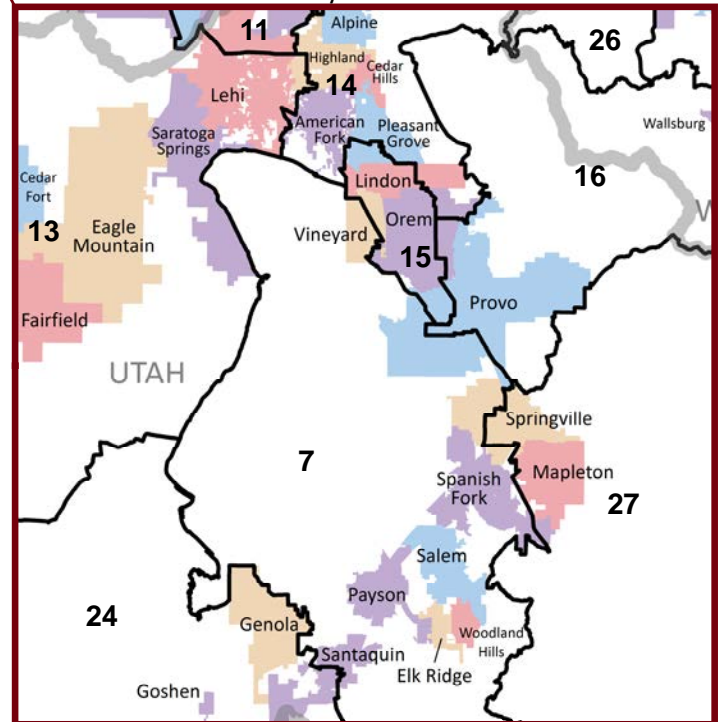 11
Alpine
26
Highland
Cedar
Hills
14
Lehi
American
Fork
Saratoga
Springs
Pleasant
Grove
Wallsburg
Cedar
Fort
Lindon
16
W
13
Eagle
Mountain
Vineyard
Orem
15
Provo
Fairfield
UTAH
Springville
7
Spanish
Fork
Mapleton
27
Salem
Payson
24
Genola
Woodland
Hills
Santaquin
Elk Ridge
Goshen